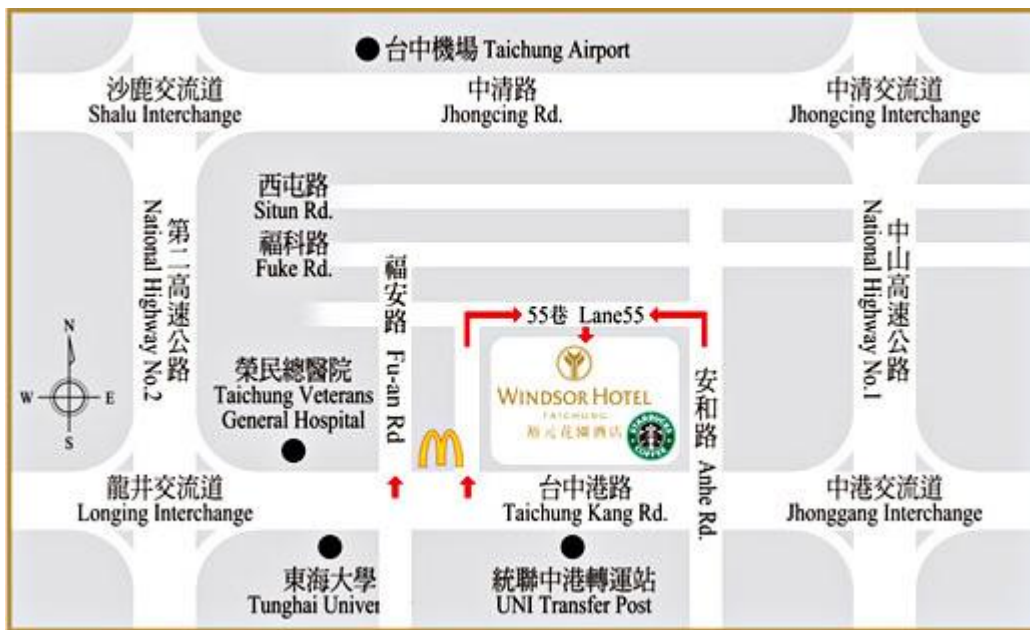 台中機場 Taichung Airport
沙鹿交流道
Shalu Interchange
中清路
Jhongcing Rd.
中清交流道
Jhongcing Interchange
西屯路
Situn Rd.
福科路
Fuke Rd.
第二高速公路
National Highway No.2
福安路 Fu-an Rd
中山高速公路
National Highway No.1
55巷 Lane55
N
W
E
S
榮民總醫院
Taichung Veterans
General Hospital
WINDSOR HOTEL
TAICHUNG
裕元花園酒店
STARBUCKS
COFFEE
安和路 Anhe Rd.
龍井交流道
Longing Interchange
台中港路
Taichung Kang Rd.
中港交流道
Jhonggang Interchange
東海大學
Tunghai Univer
統聯中港轉運站
UNI Transfer Post